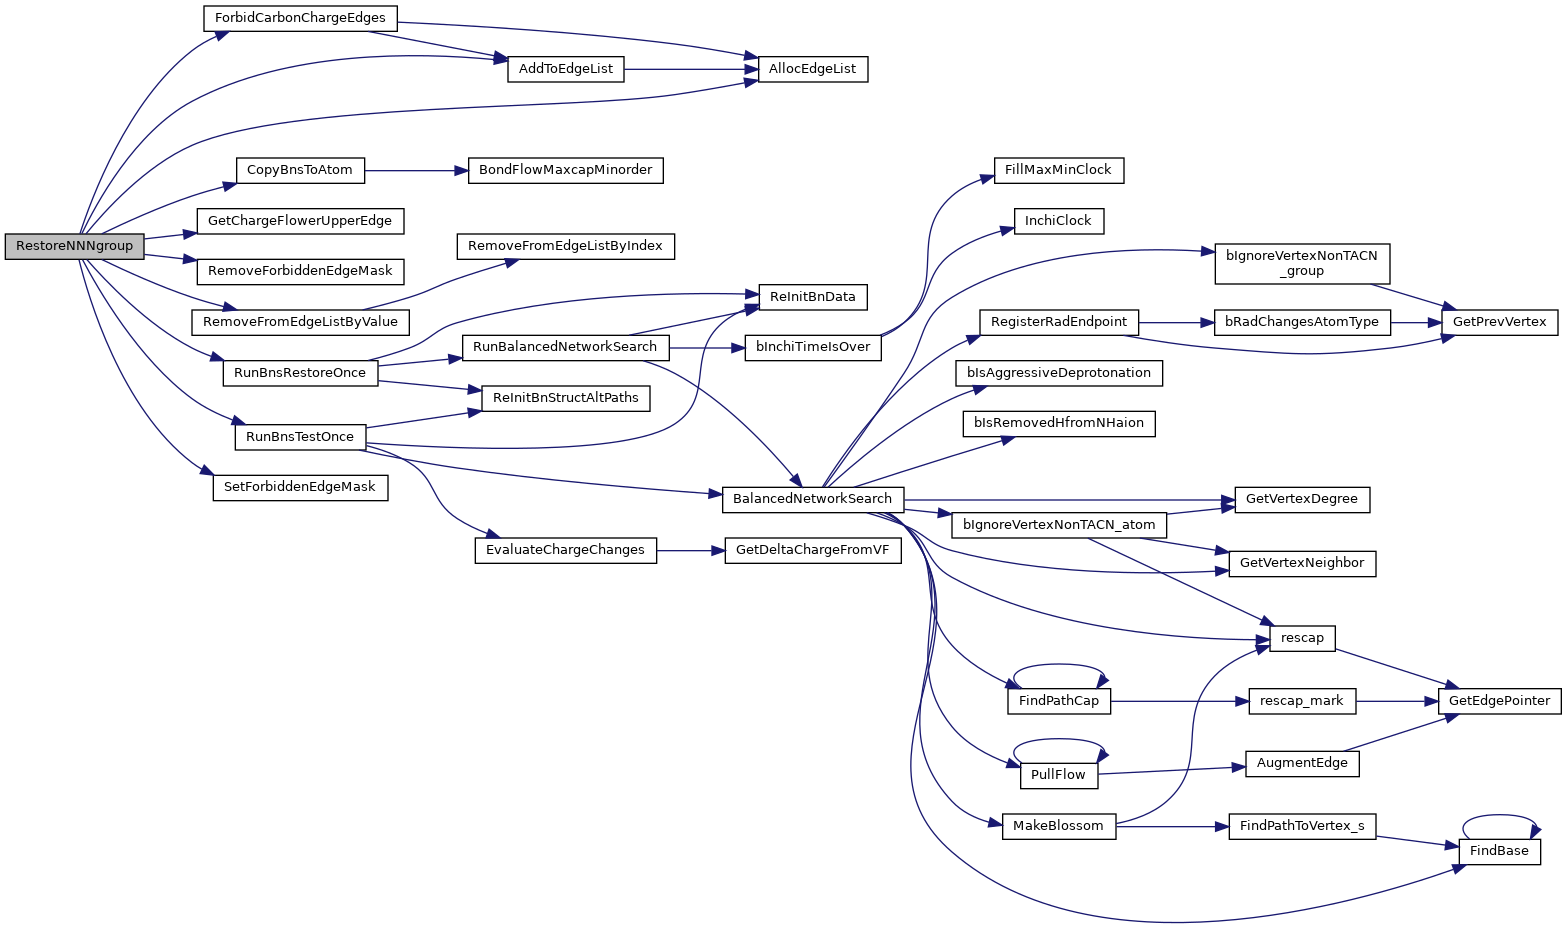 ForbidCarbonChargeEdges
AddToEdgeList
AllocEdgeList
CopyBnsToAtom
BondFlowMaxcapMinorder
FillMaxMinClock
GetChargeFlowerUpperEdge
InchiClock
RestoreNNNgroup
RemoveFromEdgeListByIndex
bIgnoreVertexNonTACN
_group
RemoveForbiddenEdgeMask
ReInitBnData
RemoveFromEdgeListByValue
RegisterRadEndpoint
bRadChangesAtomType
GetPrevVertex
RunBalancedNetworkSearch
bInchiTimeIsOver
RunBnsRestoreOnce
bIsAggressiveDeprotonation
ReInitBnStructAltPaths
bIsRemovedHfromNHaion
RunBnsTestOnce
SetForbiddenEdgeMask
BalancedNetworkSearch
GetVertexDegree
bIgnoreVertexNonTACN_atom
EvaluateChargeChanges
GetDeltaChargeFromVF
GetVertexNeighbor
rescap
FindPathCap
rescap_mark
GetEdgePointer
PullFlow
AugmentEdge
MakeBlossom
FindPathToVertex_s
FindBase